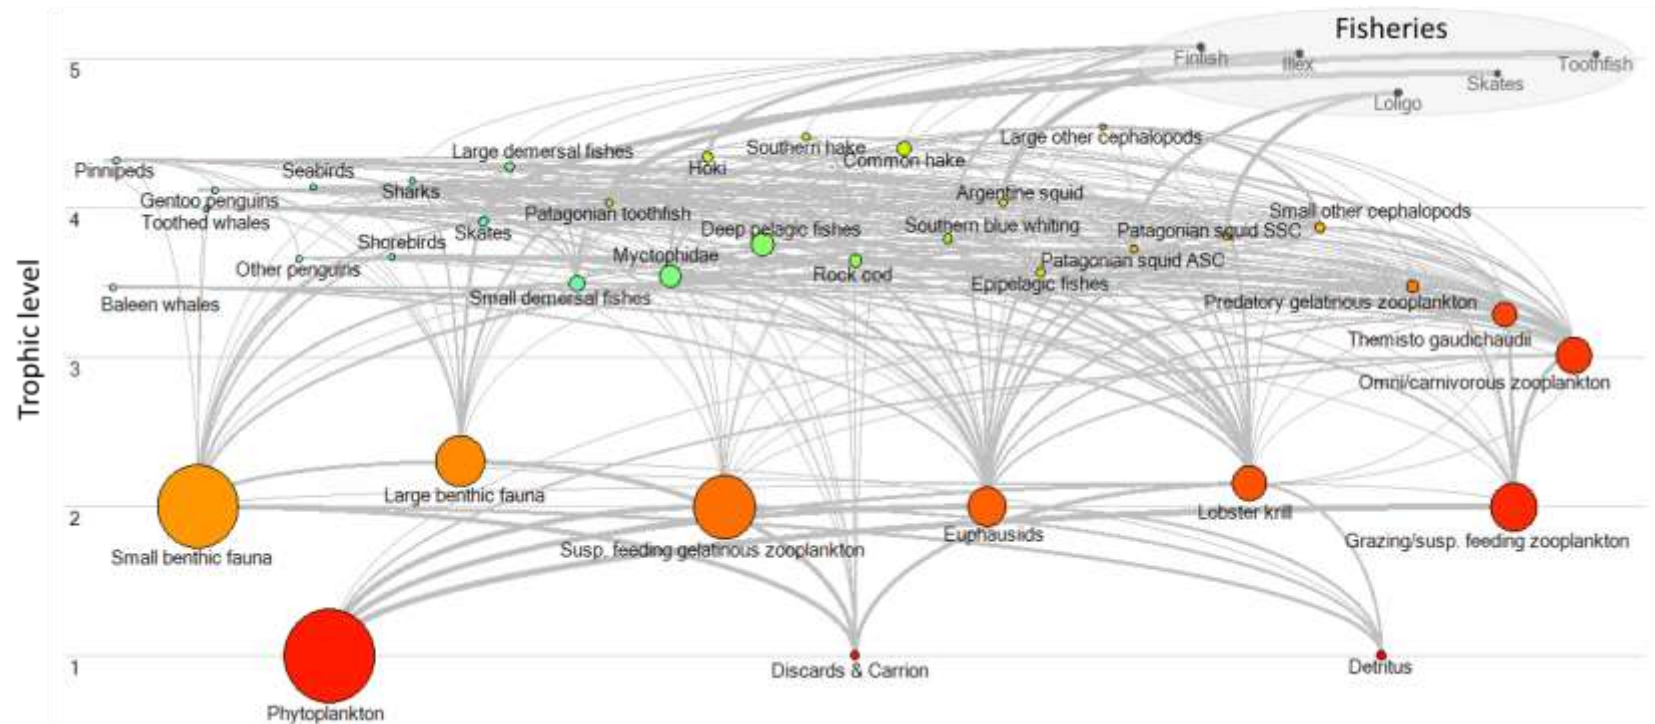 Fisheries
5
Finfish
Illex
Toothfish
Skates
Loligo
Large other cephalopods
Southern hake
Common hake
Large demersal fishes
Hoki
Pinnipeds
Seabirds
Sharks
Gentoo penguins
Argentine squid
4
Toothed whales
Patagonian toothfish
Small other cephalopods
Skates
Deep pelagic fishes
Southern blue whiting
Patagonian squid SSC
Shorebirds
Myctophidae
Patagonian squid ASC
Other penguins
Rock cod
Epipelagic fishes
Baleen whales
Small demersal fishes
Predatory gelatinous zooplankton
Themisto gaudichaudii
Trophic level
3
Omni/carnivorous zooplankton
Large benthic fauna
2
Lobster krill
Small benthic fauna
Susp. feeding gelatinous zooplankton
Euphausiids
Grazing/susp. feeding zooplankton
1
Discards & Carrion
Detritus
Phytoplankton